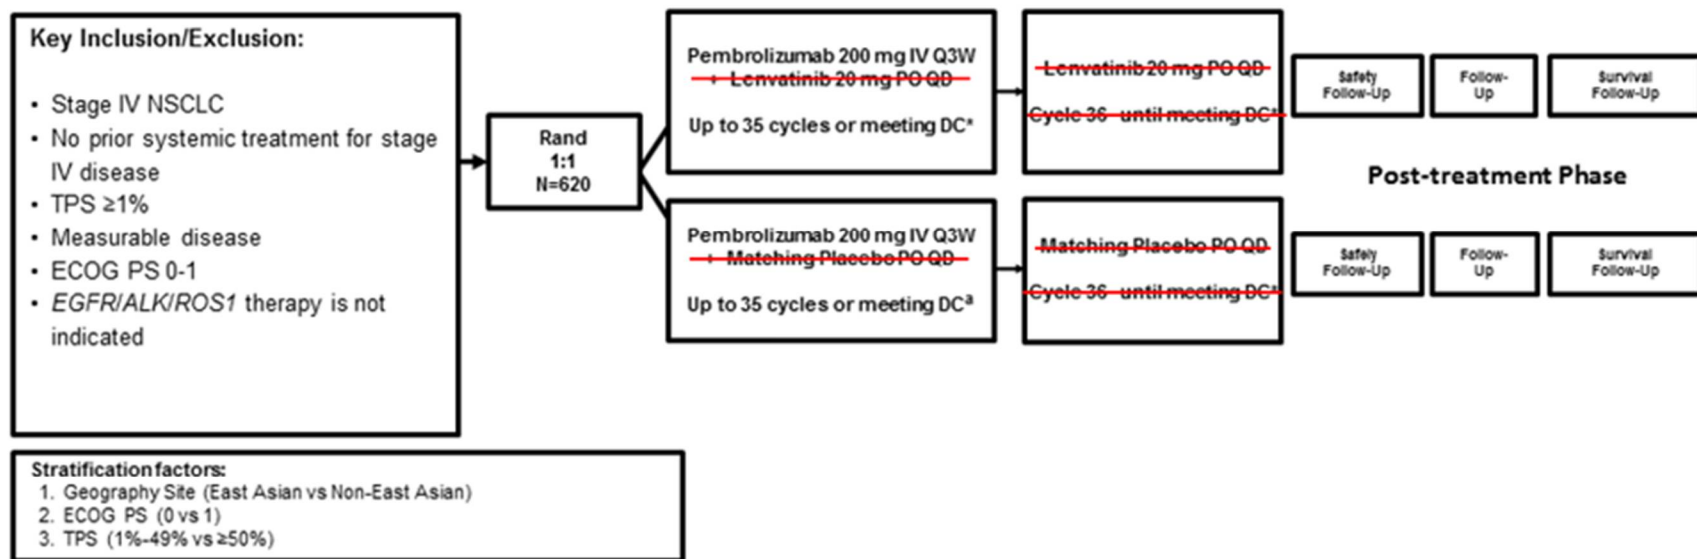 Key Inclusion/Exclusion:
• Stage IV NSCLC
• No prior systemic treatment for stage
IV disease
• TPS ≥1%
• Measurable disease
• ECOG PS 0-1
• EGFR/ALK/ROS1 therapy is not
indicated
Rand
1:1
N=620
Pembrolizumab 200 mg IV Q3W
+ Lenvatinib 20 mg PO QD
Up to 35 cycles or meeting DC*
Lenvatinib 20 mg PO QD
Cycle 36 - until meeting DC*
Safety
Follow-Up
Follow-
Up
Survival
Follow-Up
Post-treatment Phase
Pembrolizumab 200 mg IV Q3W
+ Matching Placebo PO QD
Up to 35 cycles or meeting DCª
Matching Placebo PO QD
Cycle 36 - until meeting DC*
Safety
Follow-Up
Follow-
Up
Survival
Follow-Up
Stratification factors:
1. Geography Site (East Asian vs Non-East Asian)
2. ECOG PS (0 vs 1)
3. TPS (1%-49% vs ≥50%)